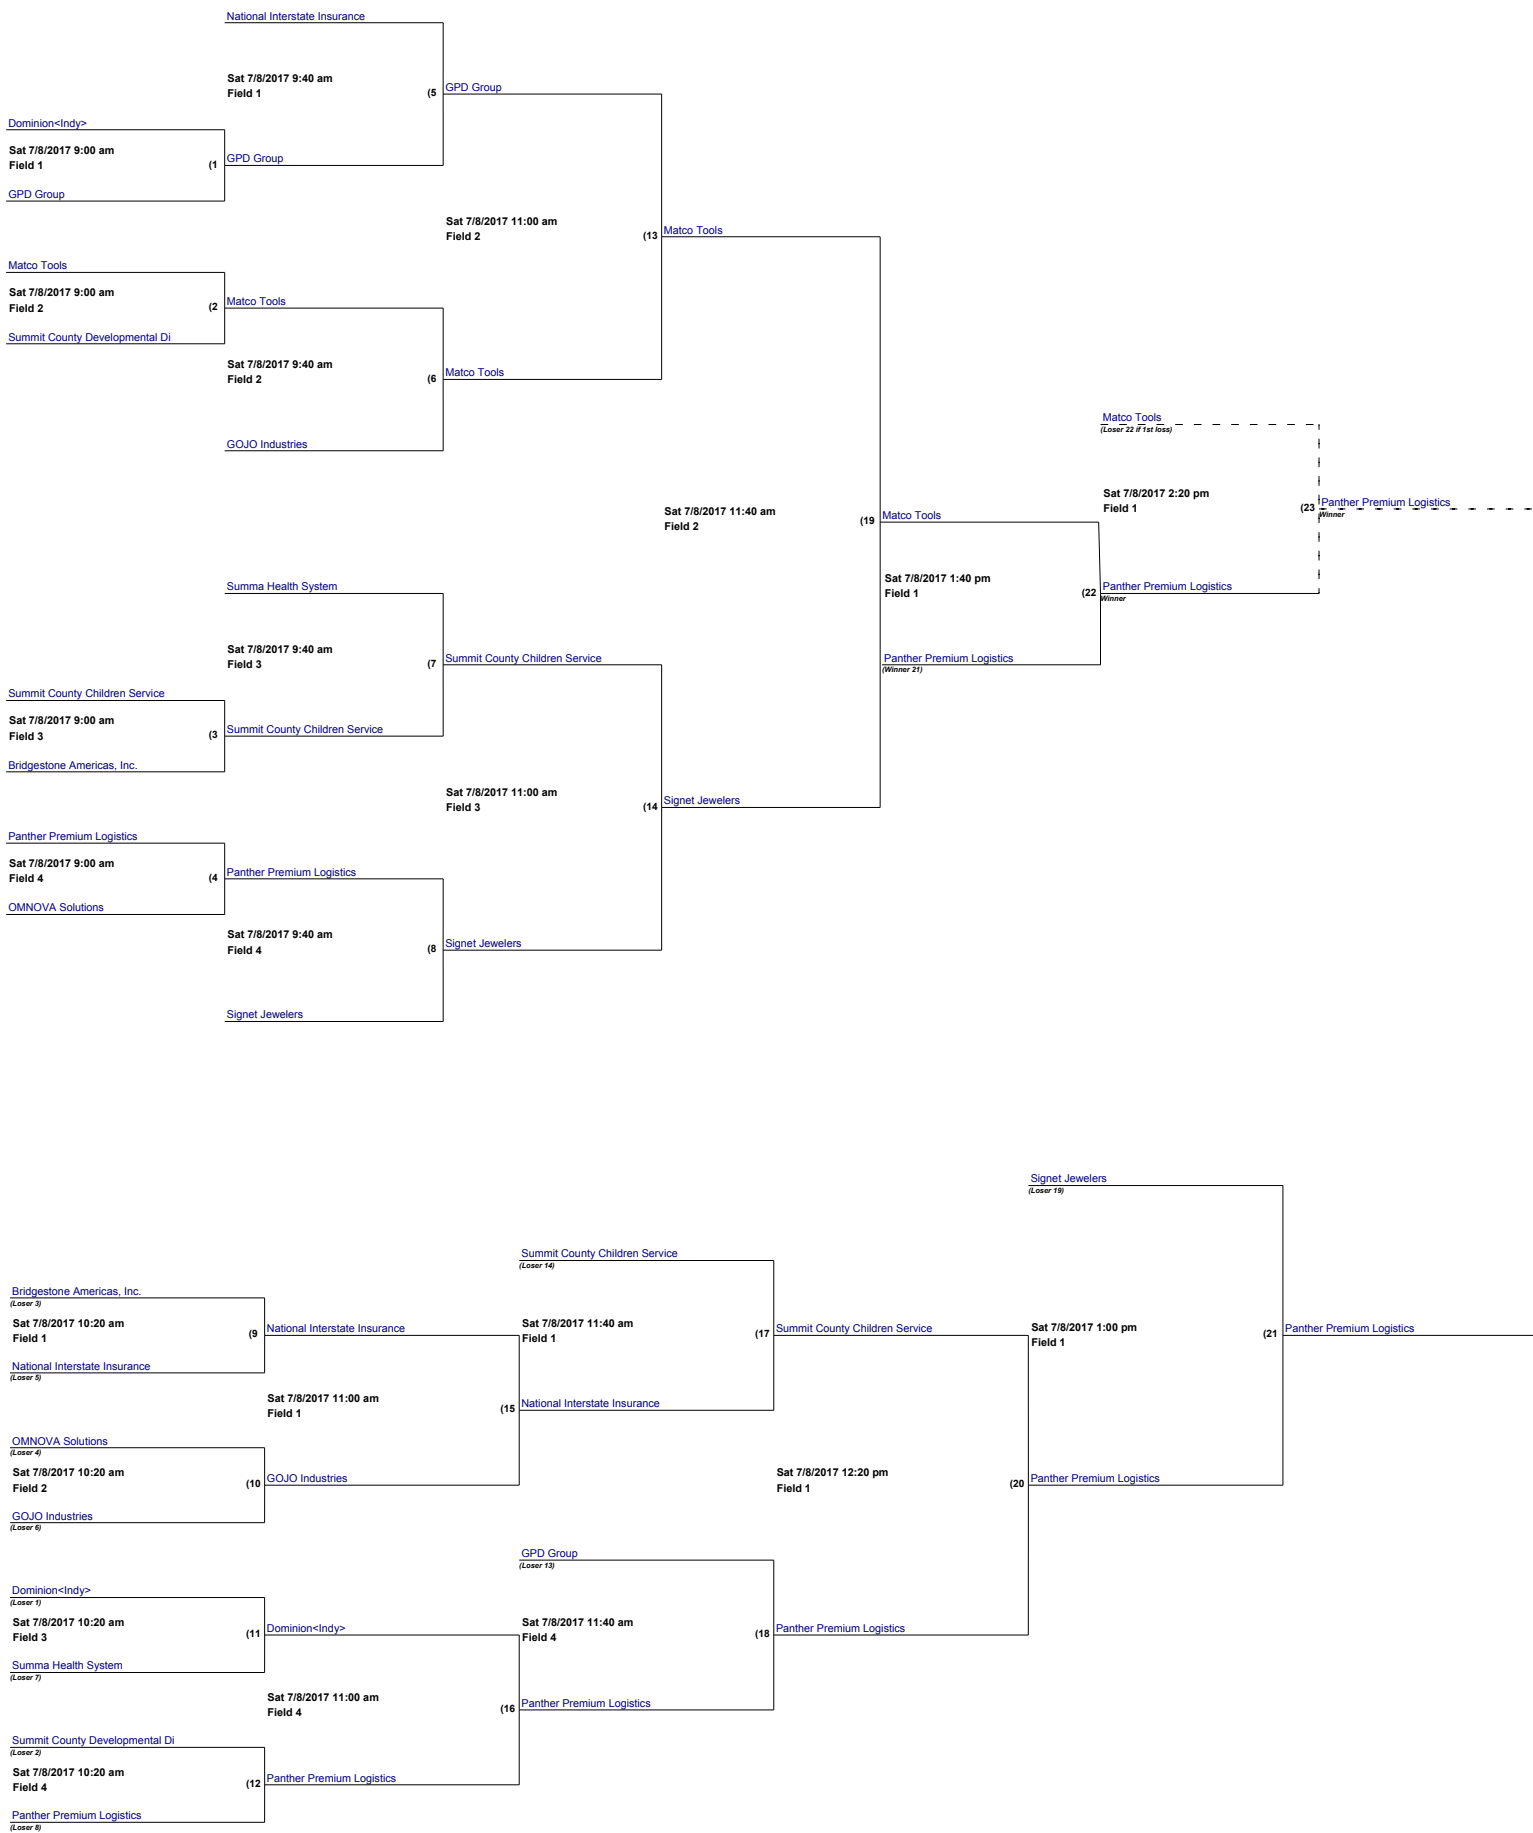 National Interstate Insurance
Sat 7/8/2017 9:40 am
Field 1
(5
GPD Group
Dominion<Indy>
Sat 7/8/2017 9:00 am
Field 1
(1
GPD Group
GPD Group
Sat 7/8/2017 11:00 am
Field 2
(13
Matco Tools
Matco Tools
Sat 7/8/2017 9:00 am
Field 2
(2
Matco Tools
Summit County Developmental Di
Sat 7/8/2017 9:40 am
Field 2
(6
Matco Tools
GOJO Industries
Matco Tools
(Loser 22 if 1st loss)
Sat 7/8/2017 2:20 pm
Field 1
(23
Panther Premium Logistics
Winner
Sat 7/8/2017 11:40 am
Field 2
(19
Matco Tools
Sat 7/8/2017 1:40 pm
Field 1
(22
Panther Premium Logistics
Winner
Panther Premium Logistics
(Winner 21)
Summa Health System
Sat 7/8/2017 9:40 am
Field 3
(7
Summit County Children Service
Summit County Children Service
Sat 7/8/2017 9:00 am
Field 3
(3
Summit County Children Service
Bridgestone Americas, Inc.
Sat 7/8/2017 11:00 am
Field 3
(14
Signet Jewelers
Panther Premium Logistics
Sat 7/8/2017 9:00 am
Field 4
(4
Panther Premium Logistics
OMNOVA Solutions
Sat 7/8/2017 9:40 am
Field 4
(8
Signet Jewelers
Signet Jewelers
Signet Jewelers
(Loser 19)
Summit County Children Service
(Loser 14)
Bridgestone Americas, Inc.
(Loser 3)
Sat 7/8/2017 10:20 am
Field 1
(9
National Interstate Insurance
Sat 7/8/2017 11:40 am
Field 1
(17
Summit County Children Service
Sat 7/8/2017 1:00 pm
Field 1
(21
Panther Premium Logistics
National Interstate Insurance
(Loser 5)
Sat 7/8/2017 11:00 am
Field 1
(15
National Interstate Insurance
OMNOVA Solutions
(Loser 4)
Sat 7/8/2017 10:20 am
Field 2
(10
GOJO Industries
Sat 7/8/2017 12:20 pm
Field 1
(20
Panther Premium Logistics
GOJO Industries
(Loser 6)
GPD Group
(Loser 13)
Dominion<Indy>
(Loser 1)
Sat 7/8/2017 10:20 am
Field 3
(11
Dominion<Indy>
Sat 7/8/2017 11:40 am
Field 4
(18
Panther Premium Logistics
Summa Health System
(Loser 7)
Sat 7/8/2017 11:00 am
Field 4
(16
Panther Premium Logistics
Summit County Developmental Di
(Loser 2)
Sat 7/8/2017 10:20 am
Field 4
(12
Panther Premium Logistics
Panther Premium Logistics
(Loser 8)